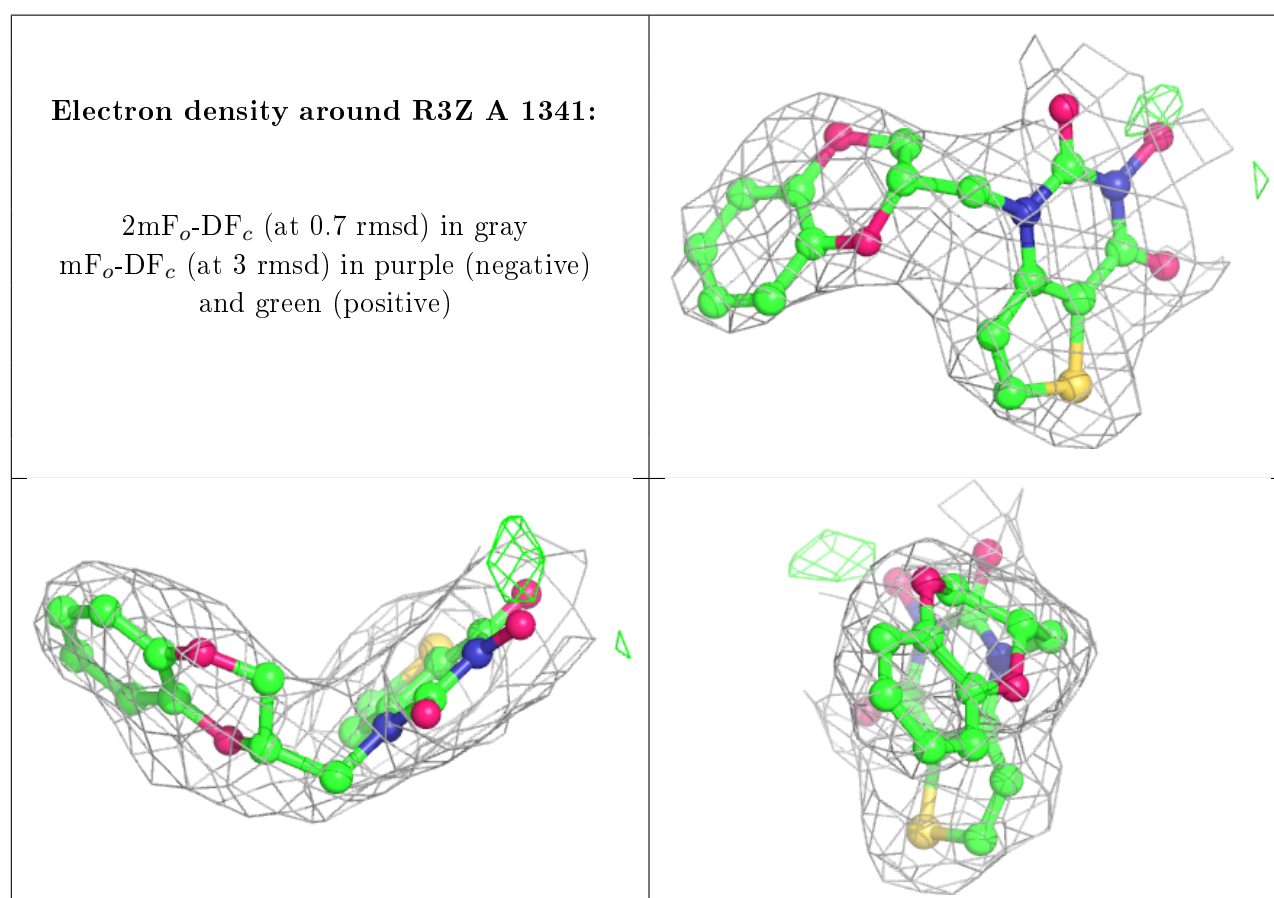 Electron density around R3Z A 1341:
2mFo-DFc (at 0.7 rmsd) in gray
mFo-DFc (at 3 rmsd) in purple (negative)
and green (positive)